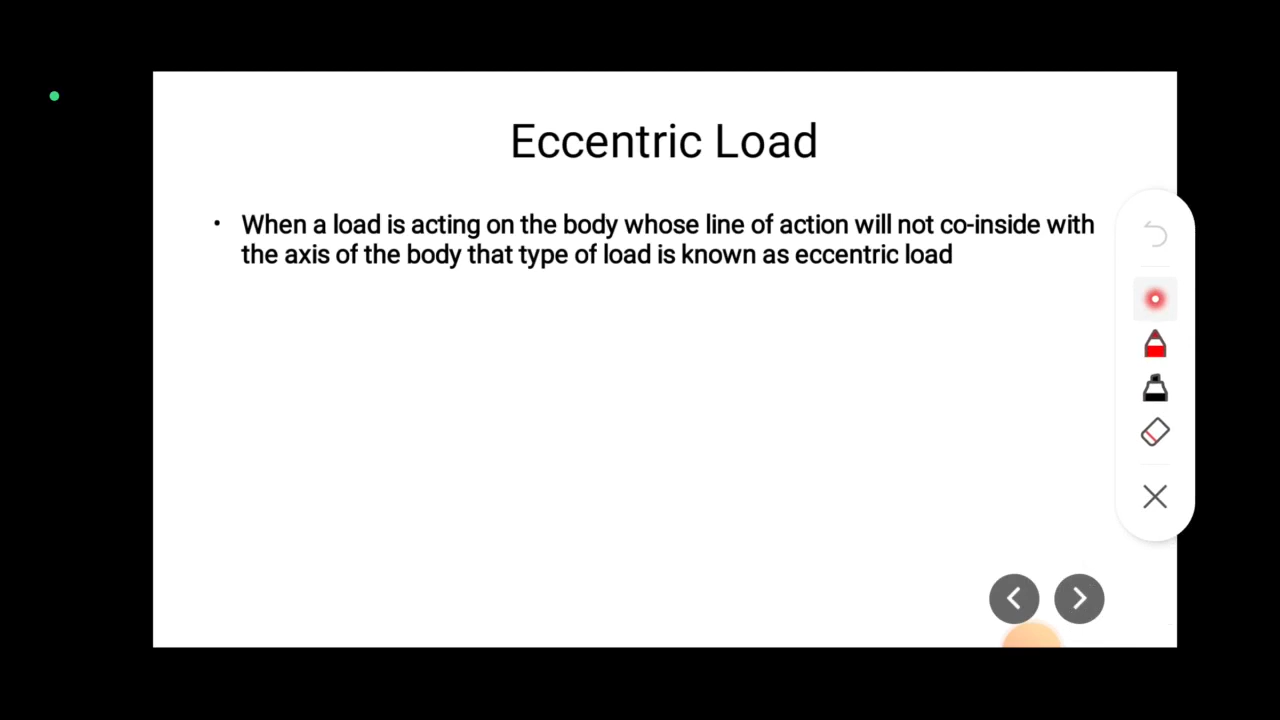 Eccentric Load
• When a load is acting on the body whose line of action will not co-inside with
the axis of the body that type of load is known as eccentric load